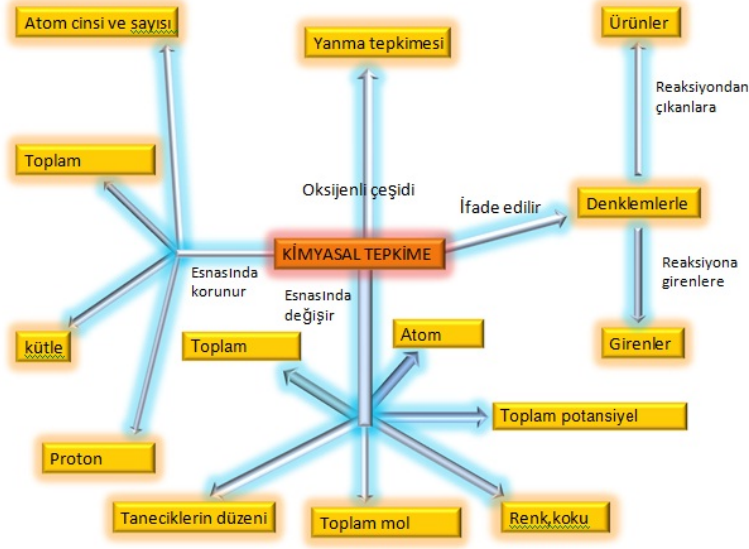 Atom cinsi ve sayısı
Yanma tepkimesi
Ürünler
Reaksiyondan
çıkanlara
Toplam
Oksijenli çeşidi
İfade edilir
Denklemlerle
KİMYASAL TEPKİME
Esnasında
korunur
Esnasında
değişir
Reaksiyona
girenlere
kütle
Toplam
Atom
Girenler
Toplam potansiyel
Proton
Taneciklerin düzeni
Toplam mol
Renk,koku